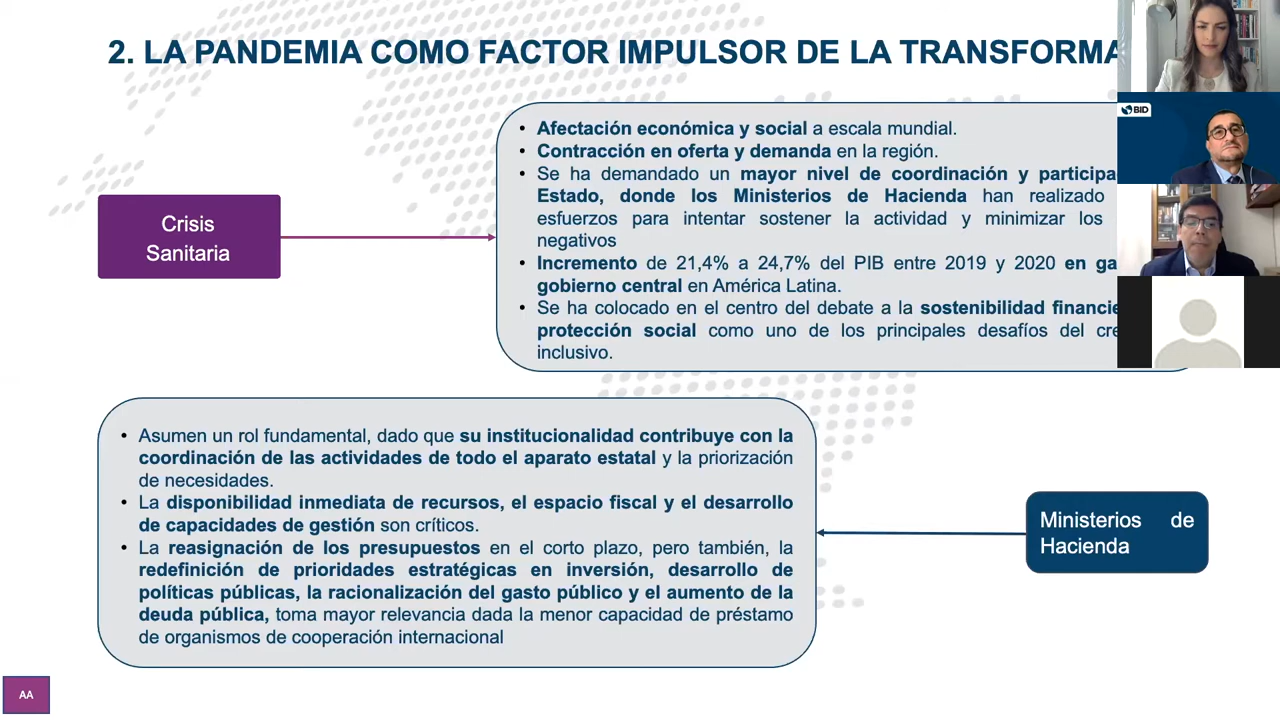 2. LA PANDEMIA COMO FACTOR IMPULSOR DE LA
BID
• Afectación económica y social a escala mundial.
• Contracción en oferta y demanda en la región.
• Se ha demandado un mayor nivel de coordinación y
Estado, donde los Ministerios de Hacienda han realizado
esfuerzos para intentar sostener la actividad y minimizar los
negativos
• Incremento de 21,4% a 24,7% del PIB entre 2019 y 2020 en
gobierno central en América Latina.
• Se ha colocado en el centro del debate a la sostenibilidad
protección social como uno de los principales desafíos del
inclusivo.
Crisis
Sanitaria
• Asumen un rol fundamental, dado que su institucionalidad contribuye con la
coordinación de las actividades de todo el aparato estatal y la priorización
de necesidades.
• La disponibilidad inmediata de recursos, el espacio fiscal y el desarrollo
de capacidades de gestión son críticos.
• La reasignación de los presupuestos en el corto plazo, pero también, la
redefinición de prioridades estratégicas en inversión, desarrollo de
políticas públicas, la racionalización del gasto público y el aumento de la
deuda pública, toma mayor relevancia dada la menor capacidad de préstamo
de organismos de cooperación internacional
Ministerios de
Hacienda
AA